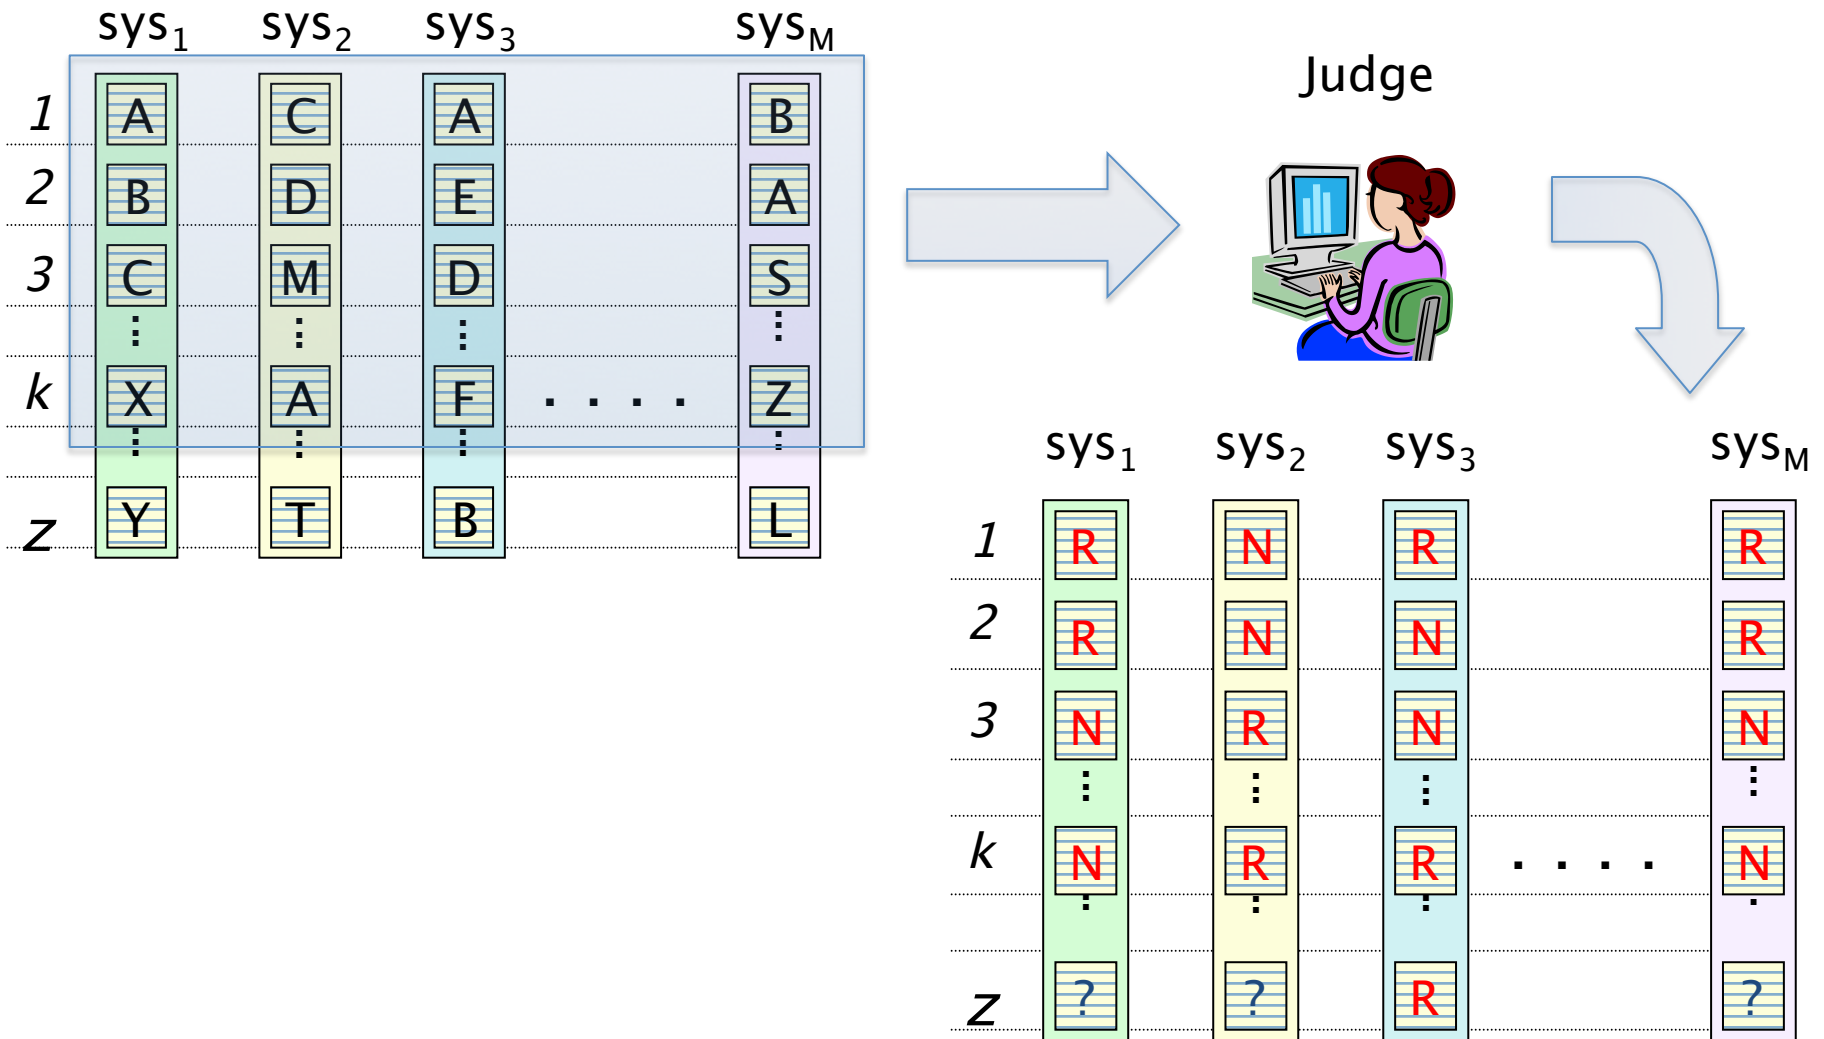 sys1 sys2 sys3 sysM
1 A C A B
2 B D E A
3 C M D S
k X A F . . . . Z
z Y T B L
Judge
sys1 sys2 sys3 sysM
1 R N R R
2 R N N R
3 N R N N
k N R R . . . . N
z ? ? R ?